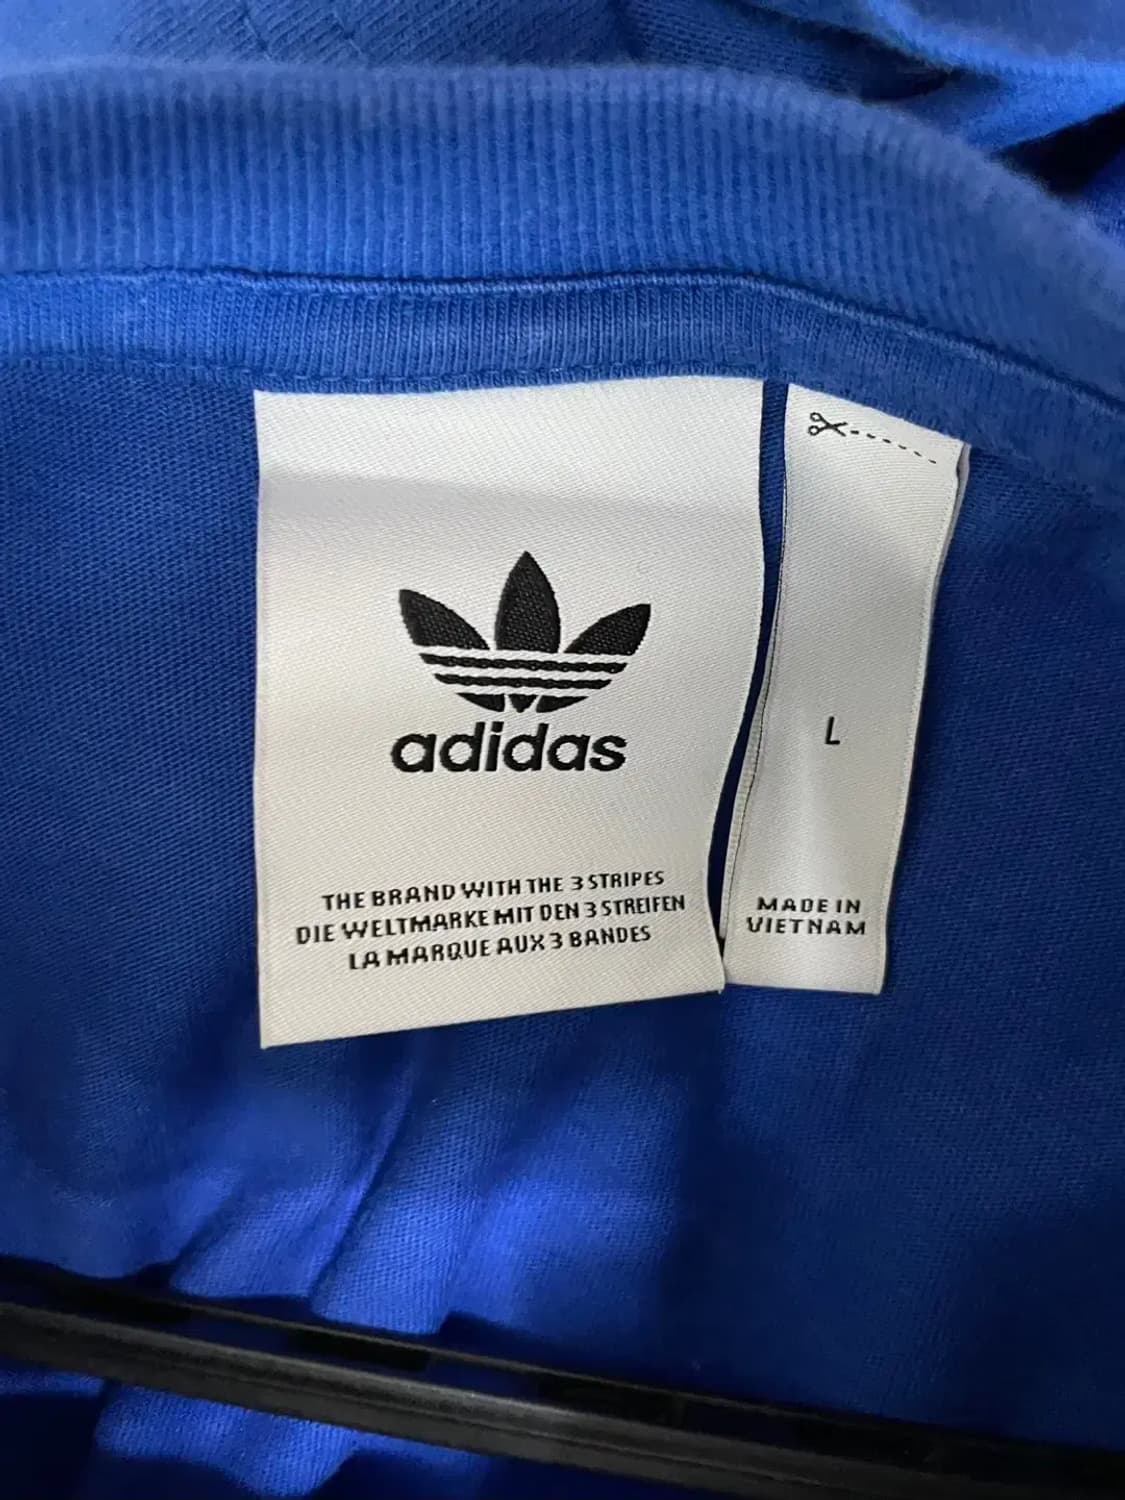 adidas
THE BRAND WITH THE 3 STRIPES
DIE WELTMARKE MIT DEN 3 STREIFEN
LA MARQUE AUX 3 BANDES
L
MADE IN
VIETNAM